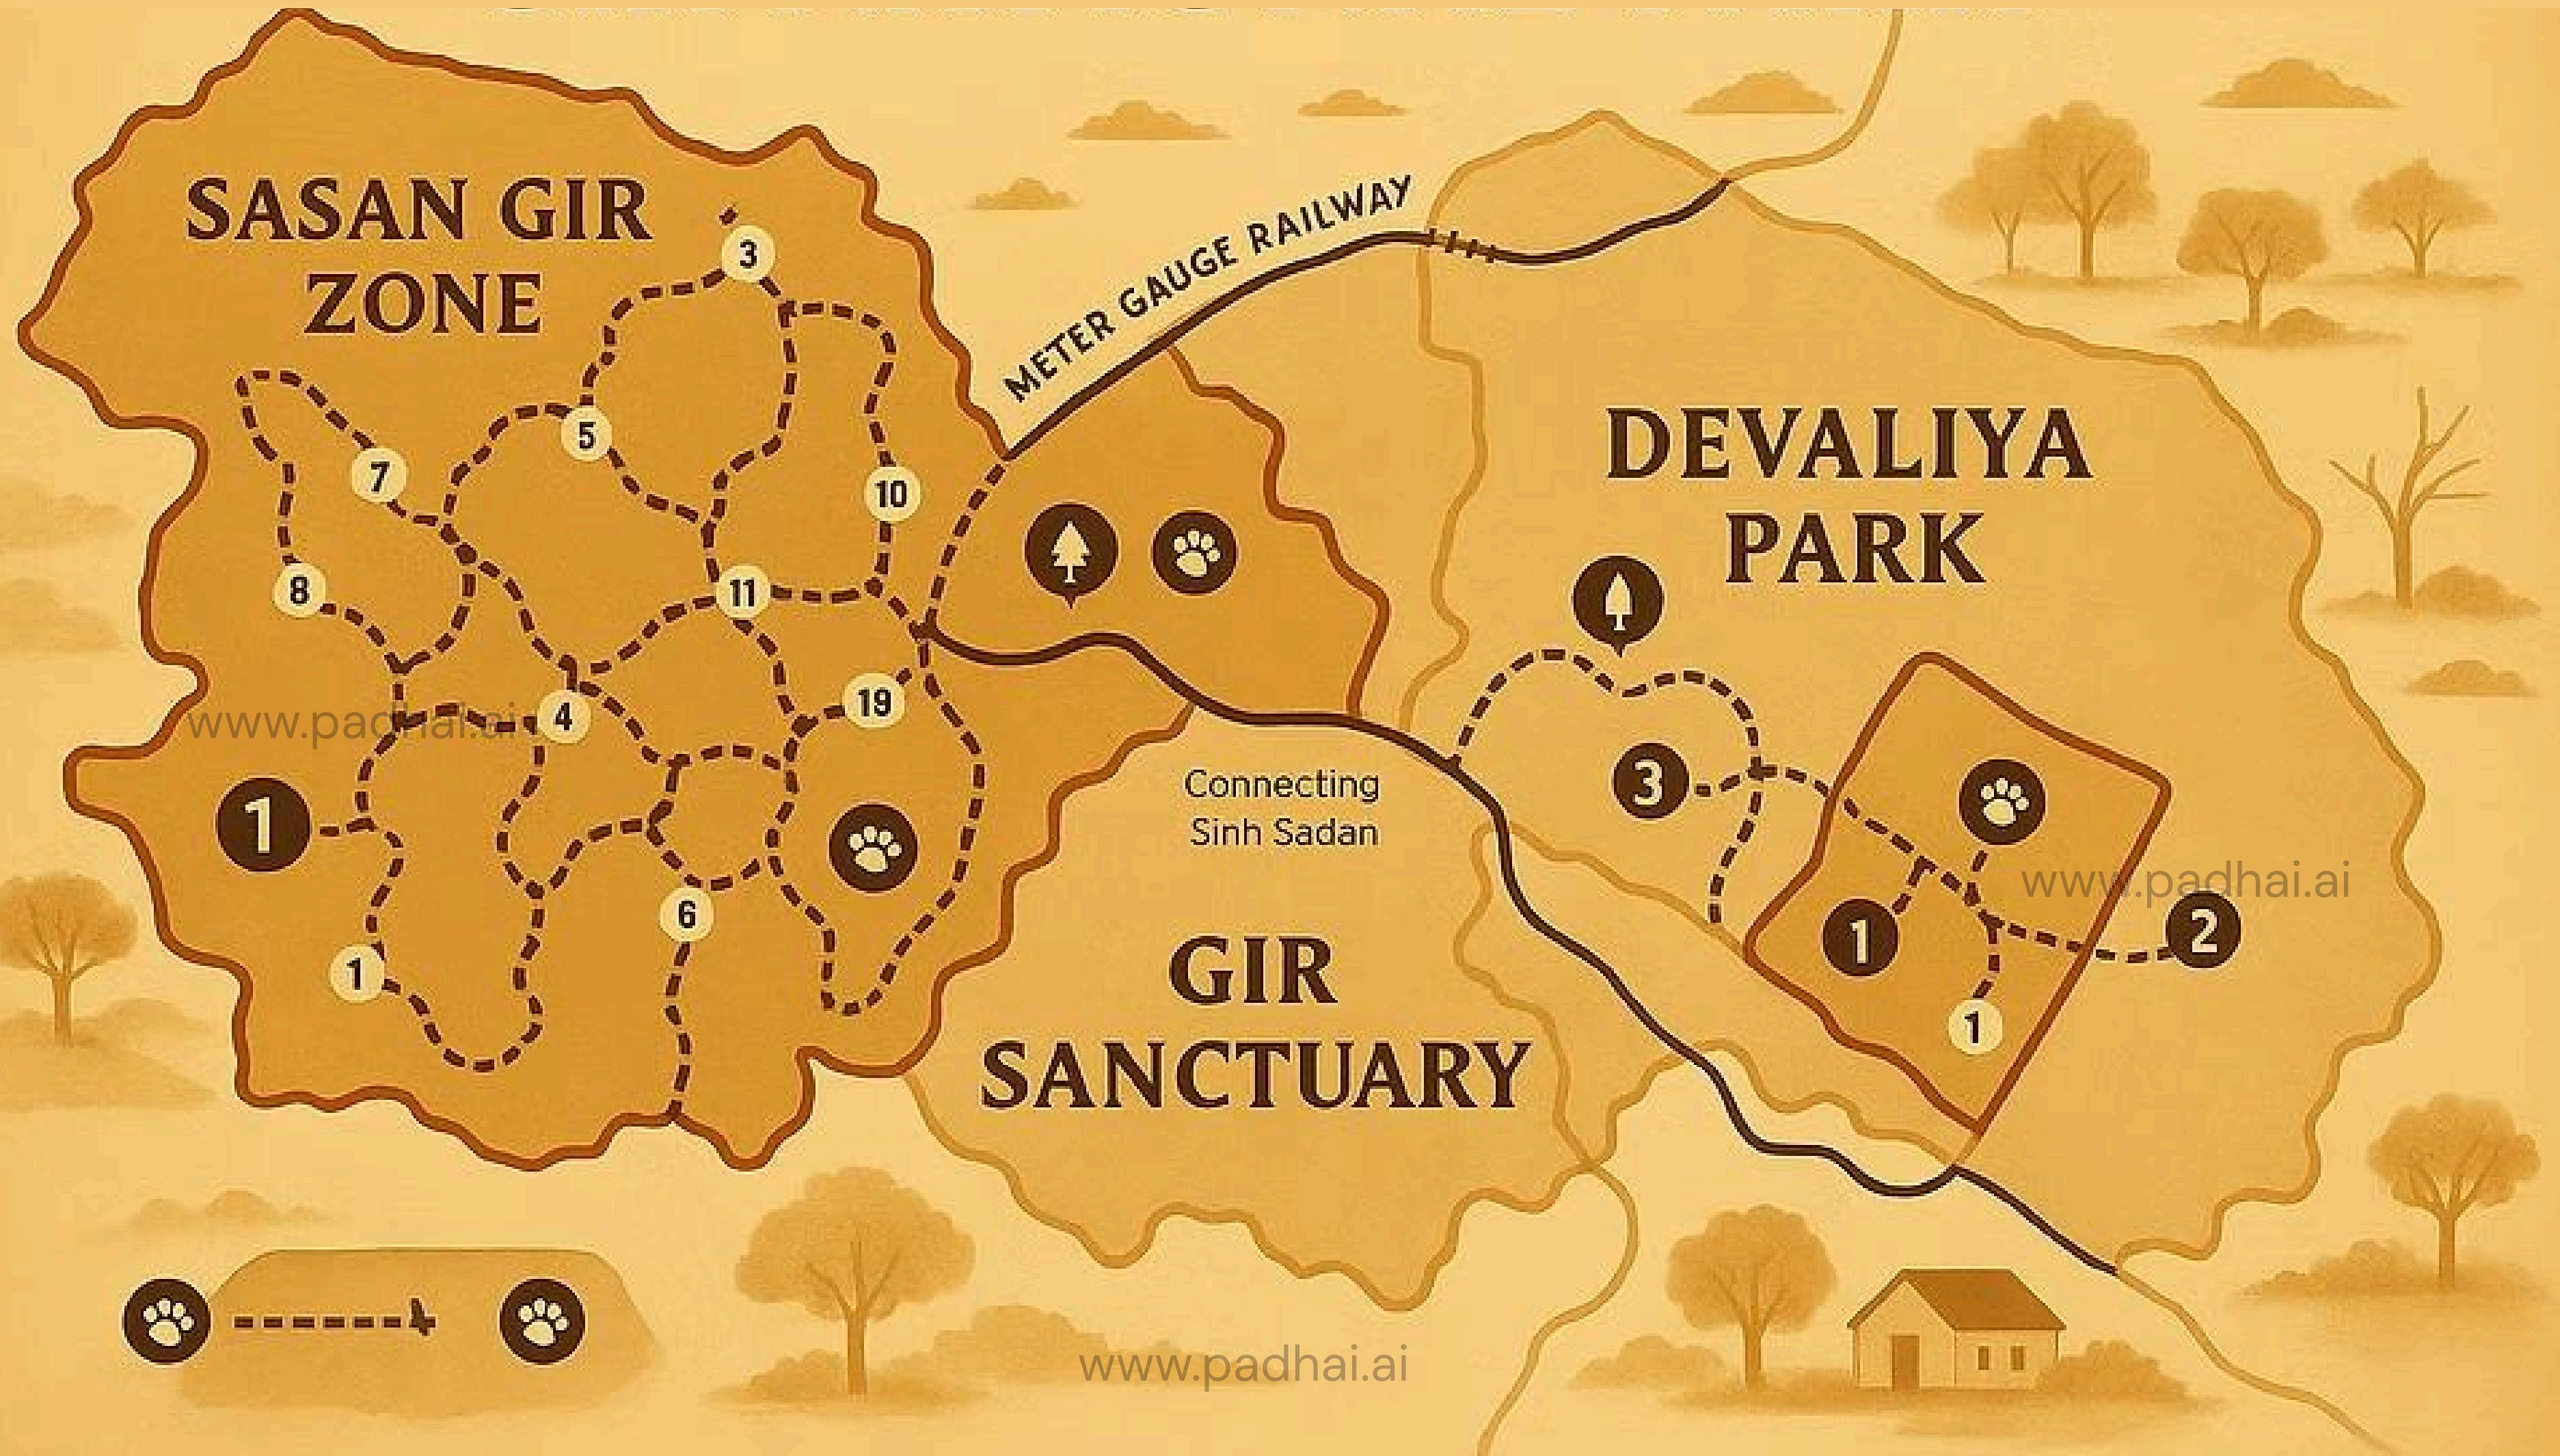 SASAN GIR
ZONE
METER GAUGE RAILWAY
3
5
7
10
8
11
4
19
1
6
1
DEVALIYA
PARK
3
1
2
1
Connecting
Sinh Sadan
GIR
SANCTUARY
www.padhai.ai
www.padhai.ai
www.padhai.ai